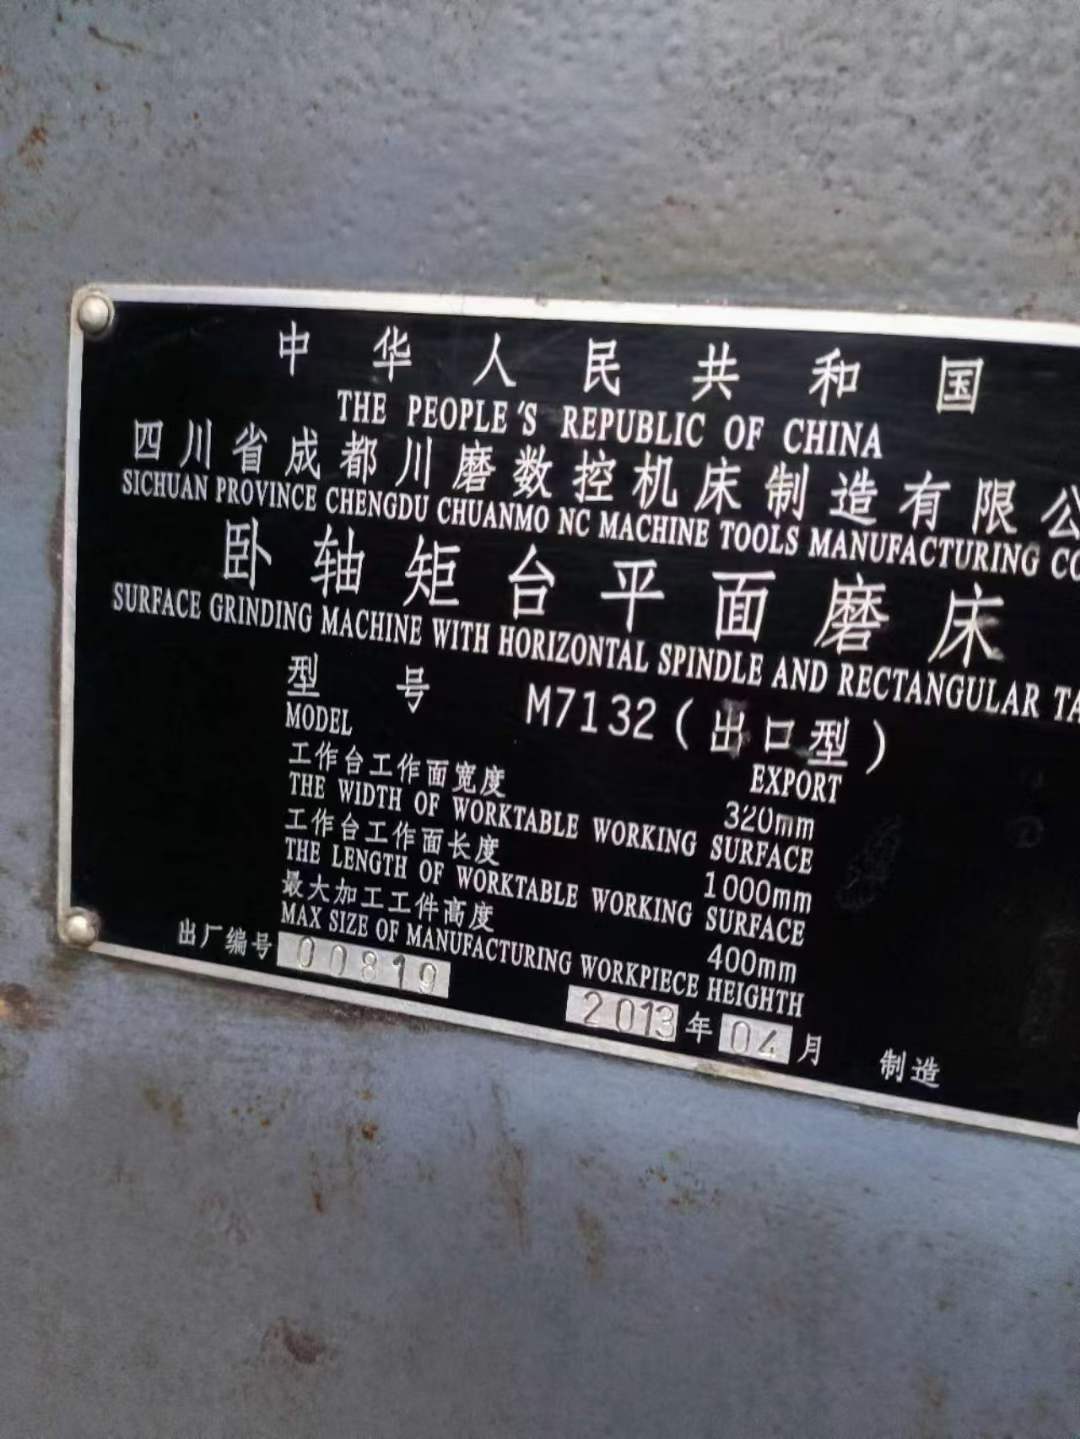 中华人民共和国
THE PEOPLE'S REPUBLIC OF CHINA
四川省成都川磨数控机床制造有限公
SICHUAN PROVINCE CHENGDU CHUANMO NC MACHINE TOOLS MANUFACTURING CO
卧轴矩台平面磨床
SURFACE GRINDING MACHINE WITH HORIZONTAL SPINDLE AND RECTANGULAR TA
型号 M7132(出口型)
MODEL EXPORT
工作台工作面宽度 320mm
THE WIDTH OF WORKTABLE WORKING SURFACE
工作台工作面长度 1000mm
THE LENGTH OF WORKTABLE WORKING SURFACE
最大加工工件高度 400mm
MAX SIZE OF MANUFACTURING WORKPIECE HEIGHTH
出厂编号 00819 2013年04月 制造